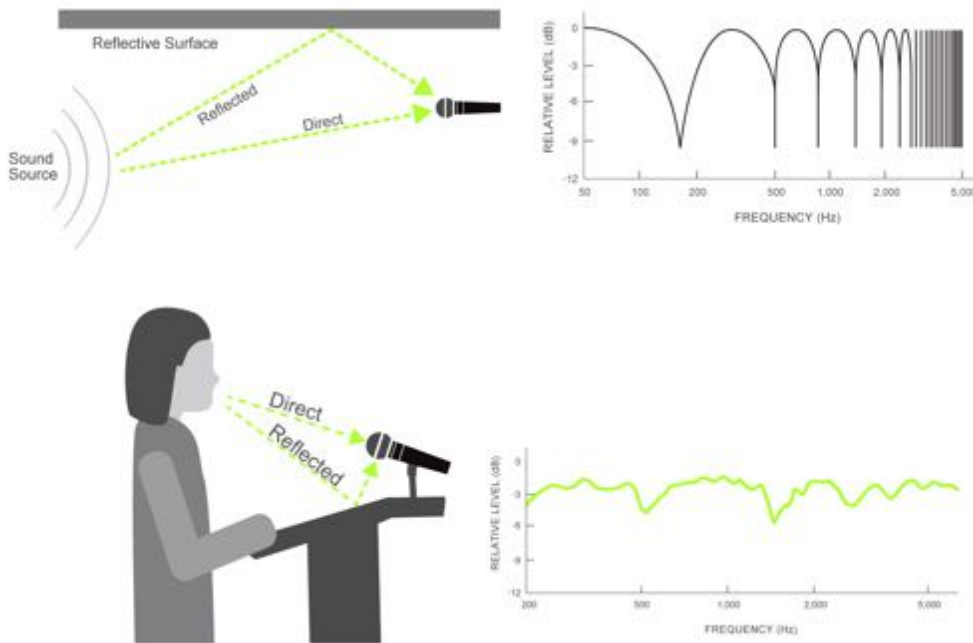 Reflective Surface
Reflected
Direct
Sound
Source
RELATIVE LEVEL (dB)
0
-3
-6
-9
-12
50 100 200 500 1,000 2,000 5,000
FREQUENCY (Hz)
Direct
Reflected
RELATIVE LEVEL (dB)
0
-3
-6
-9
-12
200 500 1,000 2,000 5,000
FREQUENCY (Hz)